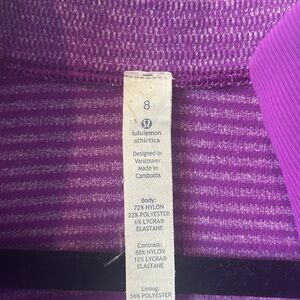 8
lululemon
athletica
Designed in
Vancouver
Made in
Cambodia
Body:
72% NYLON
22% POLYESTER
6% LYCRA®
ELASTANE
Contrast:
88% NYLON
12% LYCRA®
ELASTANE
Lining:
56% POLYESTER